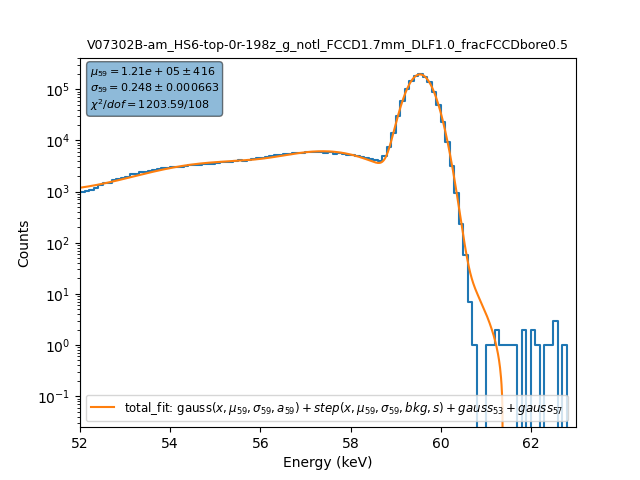 V07302B-am_HS6-top-0r-198z_g_notl_FCCD1.7mm_DLF1.0_fracFCCDbore0.5
μ₅₉ = 1.21e + 05 ± 416
σ₅₉ = 0.248 ± 0.000663
χ²/dof = 1203.59/108
Counts
10⁵
10⁴
10³
10²
10¹
10⁰
10⁻¹
total_fit: gauss(x, μ₅₉, σ₅₉, a₅₉) + step(x, μ₅₉, σ₅₉, bkg, s) + gauss₅₃ + gauss₅₇
52 54 56 58 60 62
Energy (keV)